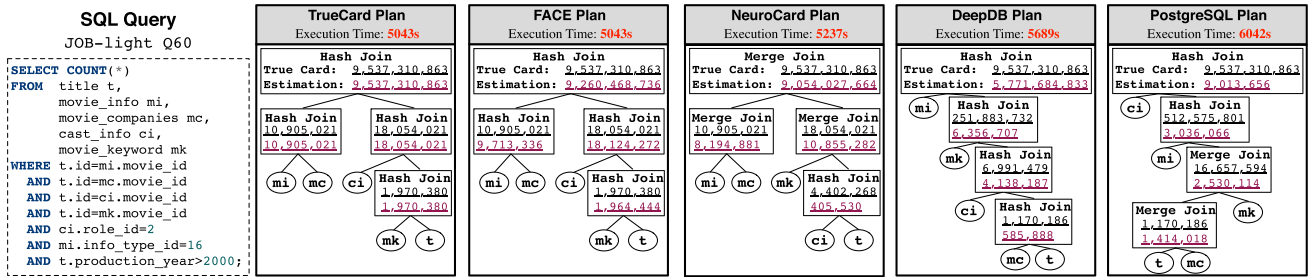 SQL Query
JOB-light Q60
SELECT COUNT(*)
FROM title t,
movie_info mi,
movie_companies mc,
cast_info ci,
movie_keyword mk
WHERE t.id=mi.movie_id
AND t.id=mc.movie_id
AND t.id=ci.movie_id
AND t.id=mk.movie_id
AND ci.role_id=2
AND mi.info_type_id=16
AND t.production_year>2000;
TrueCard Plan
Execution Time: 5043s
Hash Join
True Card: 9,537,310,863
Estimation: 9,537,310,863
Hash Join
10,905,021
10,905,021
Hash Join
18,054,021
18,054,021
mi
mc
ci
Hash Join
1,970,380
1,970,380
mk
t
FACE Plan
Execution Time: 5043s
Hash Join
True Card: 9,537,310,863
Estimation: 9,260,468,736
Hash Join
10,905,021
9,713,336
Hash Join
18,054,021
18,124,272
mi
mc
ci
Hash Join
1,970,380
1,964,444
mk
t
NeuroCard Plan
Execution Time: 5237s
Merge Join
True Card: 9,537,310,863
Estimation: 9,054,027,664
Merge Join
10,905,021
8,194,881
Merge Join
18,054,021
10,855,282
mi
mc
mk
Hash Join
4,402,268
405,530
ci
t
DeepDB Plan
Execution Time: 5689s
Hash Join
True Card: 9,537,310,863
Estimation: 5,771,684,833
mi
Hash Join
251,883,732
6,356,707
mk
Hash Join
6,991,479
4,138,187
ci
Hash Join
1,170,186
585,888
mc
t
PostgreSQL Plan
Execution Time: 6042s
Hash Join
True Card: 9,537,310,863
Estimation: 9,013,656
ci
Hash Join
512,575,801
3,036,066
mi
Merge Join
16,657,594
2,530,114
Merge Join
1,170,186
1,414,018
mk
t
mc